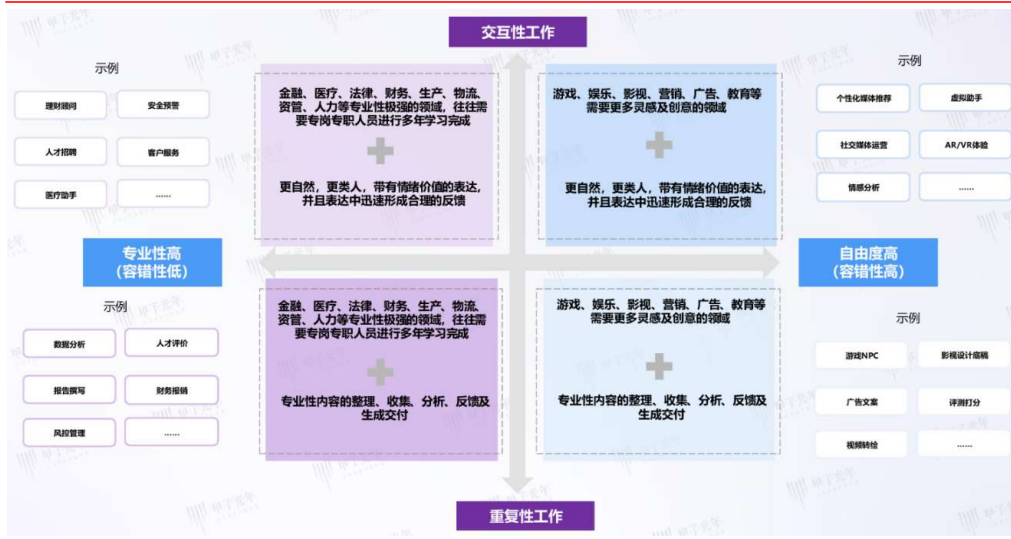 交互性工作
示例
理财顾问
安全预警
人才招聘
客户服务
医疗助手
......
金融、医疗、法律、财务、生产、物流、
资管、人力等专业性极强的领域，往往需
要专岗专职人员进行多年学习完成
更自然，更类人，带有情绪价值的表达，
并且表达中迅速形成合理的反馈
游戏、娱乐、影视、营销、广告、教育等
需要更多灵感及创意的领域
更自然，更类人，带有情绪价值的表达，
并且表达中迅速形成合理的反馈
示例
个性化媒体推荐
虚拟助手
社交媒体运营
AR/VR体验
情感分析
......
专业性高
（容错性低）
自由度高
（容错性高）
示例
数据分析
人才评价
报告撰写
财务报销
风控管理
......
金融、医疗、法律、财务、生产、物流、
资管、人力等专业性极强的领域，往往需
要专岗专职人员进行多年学习完成
专业性内容的整理、收集、分析、反馈及
生成交付
游戏、娱乐、影视、营销、广告、教育等
需要更多灵感及创意的领域
专业性内容的整理、收集、分析、反馈及
生成交付
示例
游戏NPC
影视设计底稿
广告文案
评测打分
视频转绘
......
重复性工作
甲子光年